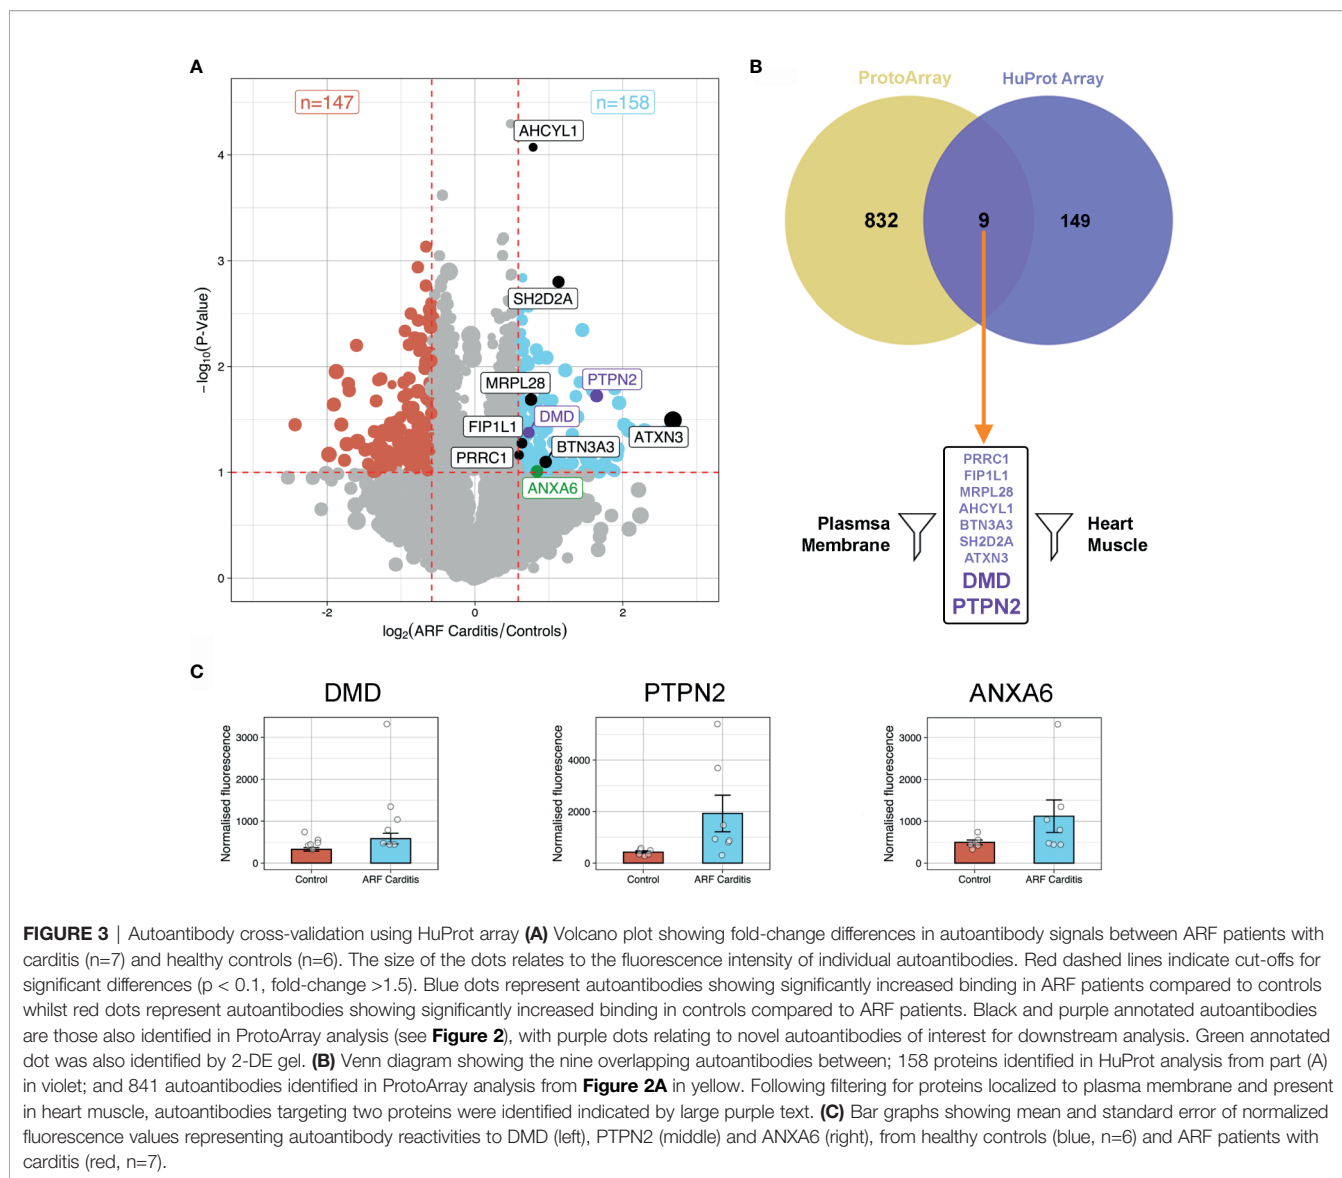 A
n=147
n=158
AHCYL1
SH2D2A
MRPL28
PTPN2
DMD
FIP1L1
ATXN3
BTN3A3
PRRC1
ANXA6
4
3
2
1
0
-2
0
2
−log10(P-Value)
log2(ARF Carditis/Controls)
B
ProtoArray
HuProt Array
832
9
149
PRRC1
FIP1L1
MRPL28
AHCYL1
BTN3A3
SH2D2A
ATXN3
DMD
PTPN2
Plasmsa
Membrane
Heart
Muscle
C
DMD
Normalised fluorescence
3000
2000
1000
0
Control
ARF Carditis
PTPN2
Normalised fluorescence
4000
2000
0
Control
ARF Carditis
ANXA6
Normalised fluorescence
3000
2000
1000
0
Control
ARF Carditis
FIGURE 3 | Autoantibody cross-validation using HuProt array (A) Volcano plot showing fold-change differences in autoantibody signals between ARF patients with
carditis (n=7) and healthy controls (n=6). The size of the dots relates to the fluorescence intensity of individual autoantibodies. Red dashed lines indicate cut-offs for
significant differences (p < 0.1, fold-change >1.5). Blue dots represent autoantibodies showing significantly increased binding in ARF patients compared to controls
whilst red dots represent autoantibodies showing significantly increased binding in controls compared to ARF patients. Black and purple annotated autoantibodies
are those also identified in ProtoArray analysis (see Figure 2), with purple dots relating to novel autoantibodies of interest for downstream analysis. Green annotated
dot was also identified by 2-DE gel. (B) Venn diagram showing the nine overlapping autoantibodies between; 158 proteins identified in HuProt analysis from part (A)
in violet; and 841 autoantibodies identified in ProtoArray analysis from Figure 2A in yellow. Following filtering for proteins localized to plasma membrane and present
in heart muscle, autoantibodies targeting two proteins were identified indicated by large purple text. (C) Bar graphs showing mean and standard error of normalized
fluorescence values representing autoantibody reactivities to DMD (left), PTPN2 (middle) and ANXA6 (right), from healthy controls (blue, n=6) and ARF patients with
carditis (red, n=7).